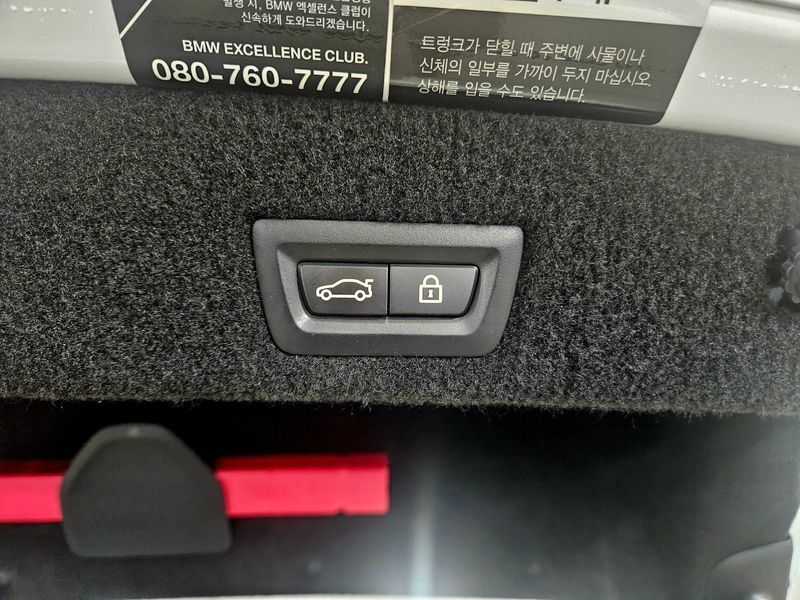 발생 시, BMW 엑셀런스 클럽이
신속하게 도와드리겠습니다.
BMW EXCELLENCE CLUB.
080-760-7777
트렁크가 닫힐 때, 주변에 사물이나
신체의 일부를 가까이 두지 마십시오.
상해를 입을 수도 있습니다.